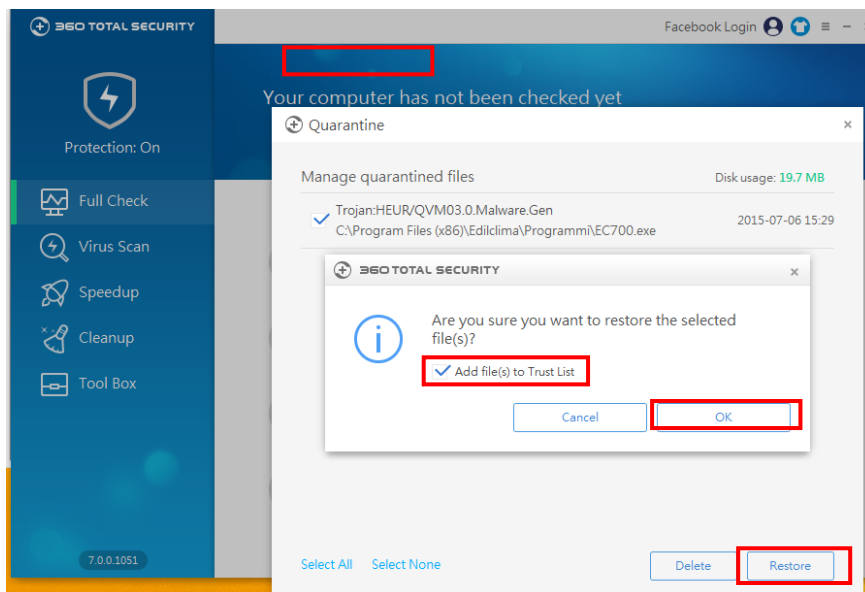 360 TOTAL SECURITY
Facebook Login
Your computer has not been checked yet
Protection: On
Full Check
Virus Scan
Speedup
Cleanup
Tool Box
7.0.0.1051
Quarantine
Manage quarantined files
Disk usage: 19.7 MB
Trojan:HEUR/QVM03.0.Malware.Gen
C:\Program Files (x86)\Edilclima\Programmi\EC700.exe
2015-07-06 15:29
360 TOTAL SECURITY
Are you sure you want to restore the selected
file(s)?
Add file(s) to Trust List
Cancel
OK
Select All
Select None
Delete
Restore